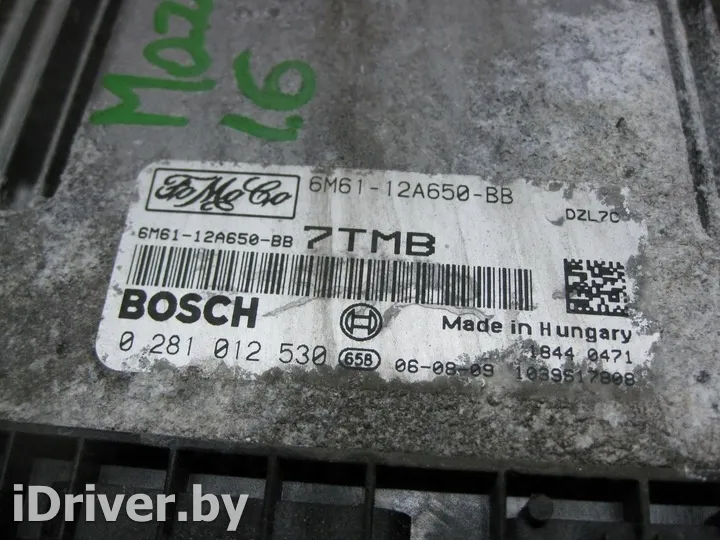 Maz
1.6
FoMoCo
6M61-12A650-BB
DZL7C
6M61-12A650-BB 7TMB
BOSCH
Made in Hungary
0 281 012 530 658 06-08-09
1844 0471
1039S17808
iDriver.by